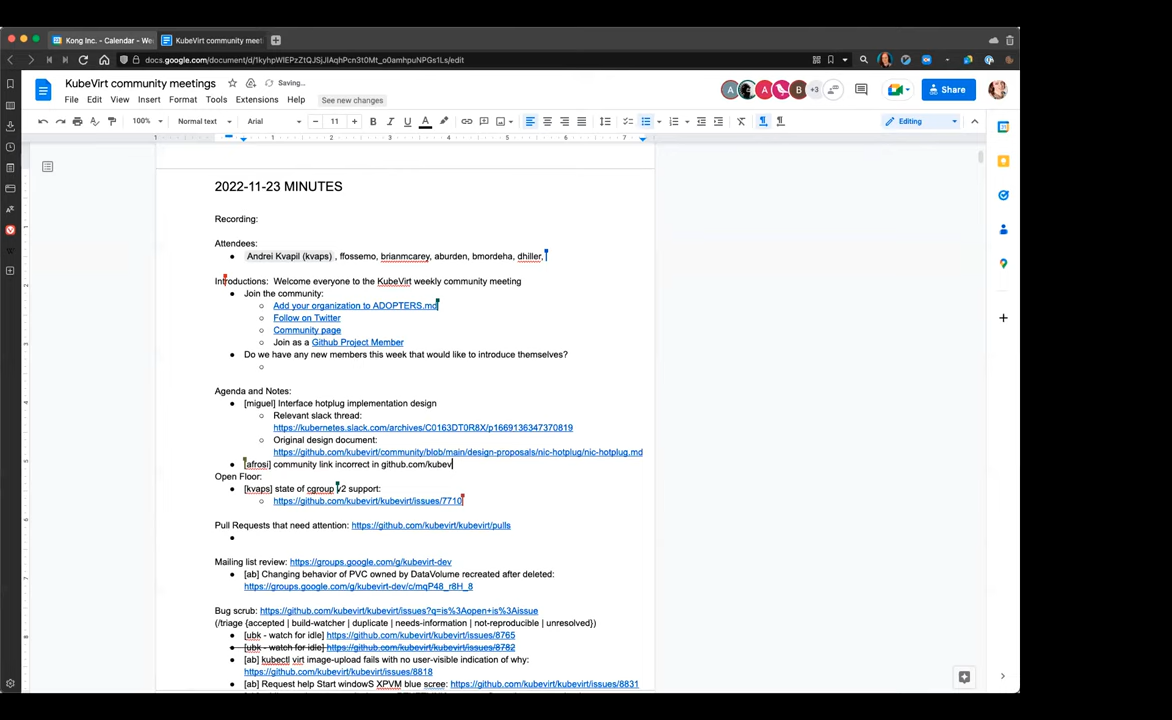 Kong Inc. - Calendar - We
KubeVirt community meeti
docs.google.com/document/d/1kyhpWIEPzZtQJSjJIAqhPcn3t0Mt_o0amhpuNPGs1Ls/edit
KubeVirt community meetings
Saving...
File Edit View Insert Format Tools Extensions Help
See new changes
A A B +3
Share
100% Normal text Arial 11 Editing
1 1 2 3 4 5 6 7
2022-11-23 MINUTES
Recording:
Attendees:
Andrei Kvapil (kvaps) , ffossemo, brianmcarey, aburden, bmordeha, dhiller,
Introductions: Welcome everyone to the KubeVirt weekly community meeting
Join the community:
Add your organization to ADOPTERS.md
Follow on Twitter
Community page
Join as a Github Project Member
Do we have any new members this week that would like to introduce themselves?
Agenda and Notes:
[miguel] Interface hotplug implementation design
Relevant slack thread:
https://kubernetes.slack.com/archives/C0163DT0R8X/p1669136347370819
Original design document:
https://github.com/kubevirt/community/blob/main/design-proposals/nic-hotplug/nic-hotplug.md
[afrosi] community link incorrect in github.com/kubev
Open Floor:
[kvaps] state of cgroup v2 support:
https://github.com/kubevirt/kubevirt/issues/7710
Pull Requests that need attention: https://github.com/kubevirt/kubevirt/pulls
Mailing list review: https://groups.google.com/g/kubevirt-dev
[ab] Changing behavior of PVC owned by DataVolume recreated after deleted:
https://groups.google.com/g/kubevirt-dev/c/mqP48_r8H_8
Bug scrub: https://github.com/kubevirt/kubevirt/issues?q=is%3Aopen+is%3Aissue
(/triage {accepted | build-watcher | duplicate | needs-information | not-reproducible | unresolved})
[ubk - watch for idle] https://github.com/kubevirt/kubevirt/issues/8765
[ubk - watch for idle] https://github.com/kubevirt/kubevirt/issues/8782
[ab] kubectl virt image-upload fails with no user-visible indication of why:
https://github.com/kubevirt/kubevirt/issues/8818
[ab] Request help Start windowS XPVM blue scree: https://github.com/kubevirt/kubevirt/issues/8831